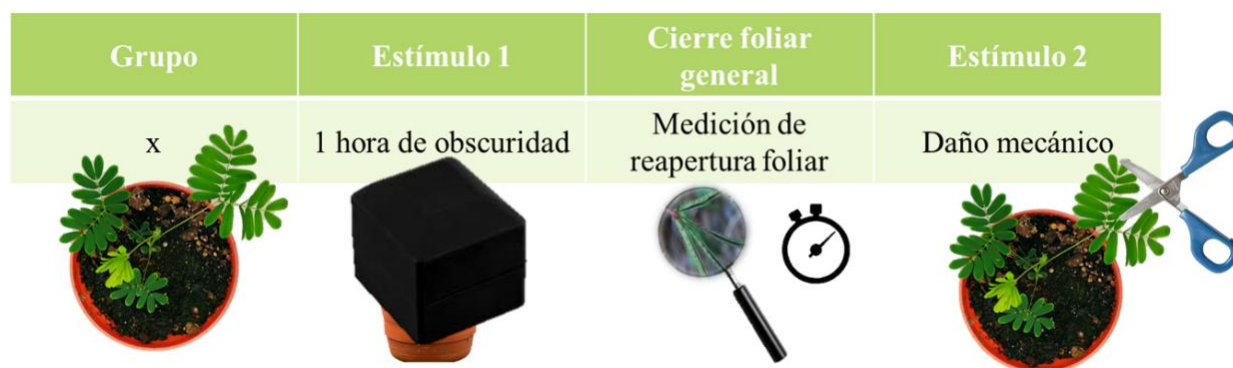 Grupo
Estímulo 1
Cierre foliar
general
Estímulo 2
x
1 hora de obscuridad
Medición de
reapertura foliar
Daño mecánico